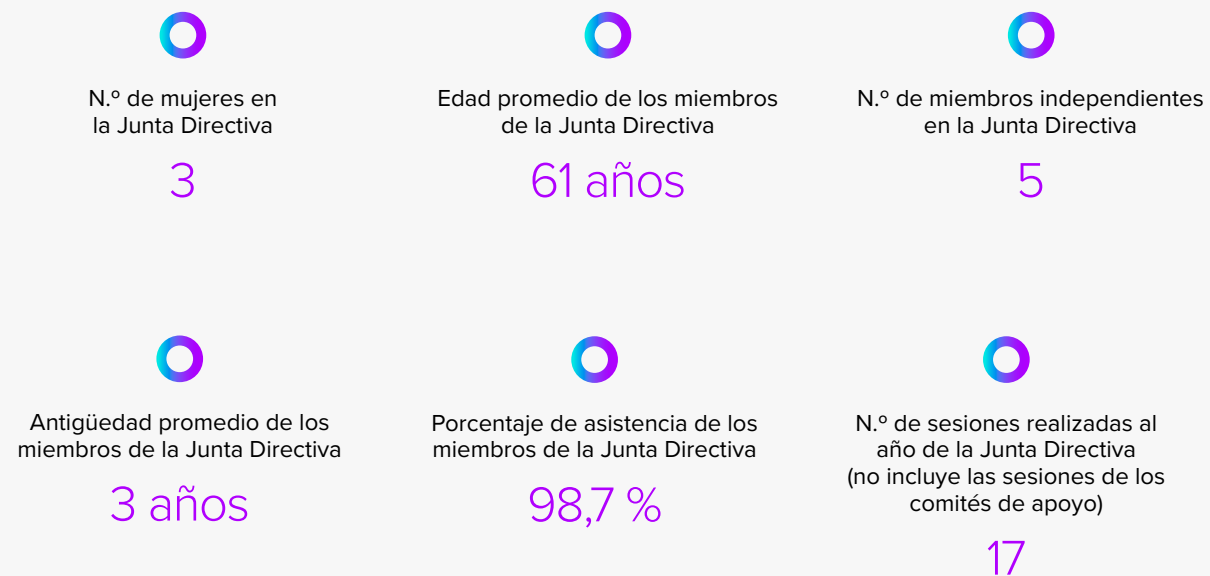 N.º de mujeres en
la Junta Directiva
3
Edad promedio de los miembros
de la Junta Directiva
61 años
N.º de miembros independientes
en la Junta Directiva
5
Antigüedad promedio de los
miembros de la Junta Directiva
3 años
Porcentaje de asistencia de los
miembros de la Junta Directiva
98,7 %
N.º de sesiones realizadas al
año de la Junta Directiva
(no incluye las sesiones de los
comités de apoyo)
17